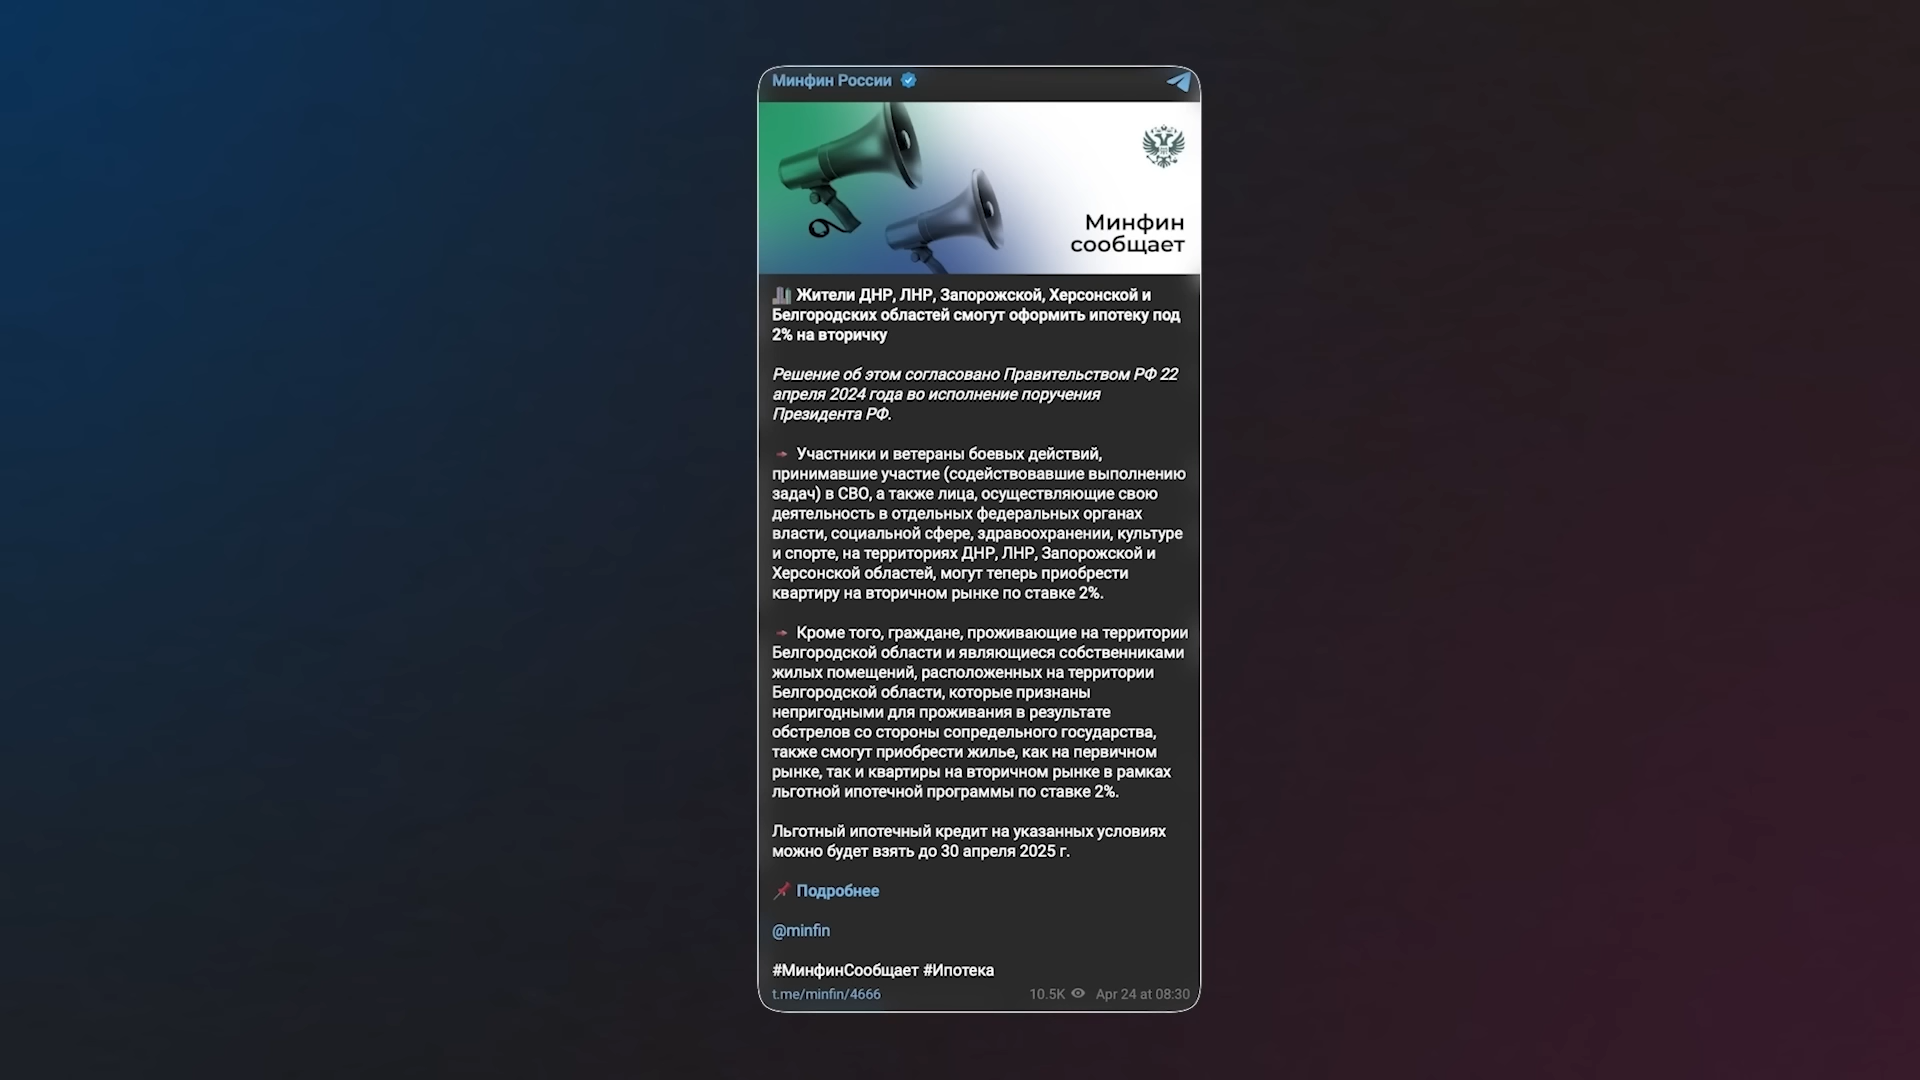 Минфин России
Минфин
сообщает
Жители ДНР, ЛНР, Запорожской, Херсонской и
Белгородских областей смогут оформить ипотеку под
2% на вторичку
Решение об этом согласовано Правительством РФ 22
апреля 2024 года во исполнение поручения
Президента РФ.
Участники и ветераны боевых действий,
принимавшие участие (содействовавшие выполнению
задач) в СВО, а также лица, осуществляющие свою
деятельность в отдельных федеральных органах
власти, социальной сфере, здравоохранении, культуре
и спорте, на территориях ДНР, ЛНР, Запорожской и
Херсонской областей, могут теперь приобрести
квартиру на вторичном рынке по ставке 2%.
Кроме того, граждане, проживающие на территории
Белгородской области и являющиеся собственниками
жилых помещений, расположенных на территории
Белгородской области, которые признаны
непригодными для проживания в результате
обстрелов со стороны сопредельного государства,
также смогут приобрести жилье, как на первичном
рынке, так и квартиры на вторичном рынке в рамках
льготной ипотечной программы по ставке 2%.
Льготный ипотечный кредит на указанных условиях
можно будет взять до 30 апреля 2025 г.
Подробнее
@minfin
#МинфинСообщает #Ипотека
t.me/minfin/4666 10.5K Apr 24 at 08:30